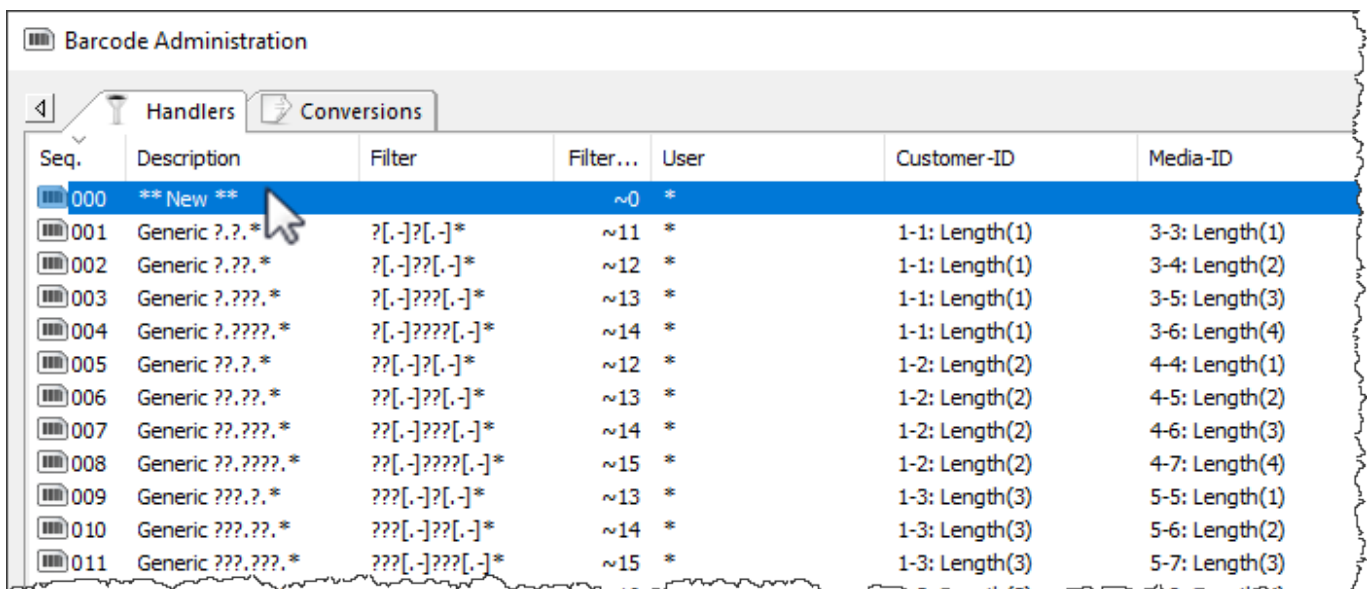 Barcode Administration
Handlers Conversions
Seq. Description Filter Filter... User Customer-ID Media-ID
000 ** New ** ~0 *
001 Generic ?.?.* ?[.-]?[.-]* ~11 * 1-1: Length(1) 3-3: Length(1)
002 Generic ?.??.* ?[.-]??[.-]* ~12 * 1-1: Length(1) 3-4: Length(2)
003 Generic ?.???.* ?[.-]???[.-]* ~13 * 1-1: Length(1) 3-5: Length(3)
004 Generic ?.????.* ?[.-]????[.-]* ~14 * 1-1: Length(1) 3-6: Length(4)
005 Generic ??.?.* ??[.-]?[.-]* ~12 * 1-2: Length(2) 4-4: Length(1)
006 Generic ??.??.* ??[.-]??[.-]* ~13 * 1-2: Length(2) 4-5: Length(2)
007 Generic ??.???.* ??[.-]???[.-]* ~14 * 1-2: Length(2) 4-6: Length(3)
008 Generic ??.????.* ??[.-]????[.-]* ~15 * 1-2: Length(2) 4-7: Length(4)
009 Generic ???.?.* ???[.-]?[.-]* ~13 * 1-3: Length(3) 5-5: Length(1)
010 Generic ???.??.* ???[.-]??[.-]* ~14 * 1-3: Length(3) 5-6: Length(2)
011 Generic ???.???.* ???[.-]???[.-]* ~15 * 1-3: Length(3) 5-7: Length(3)